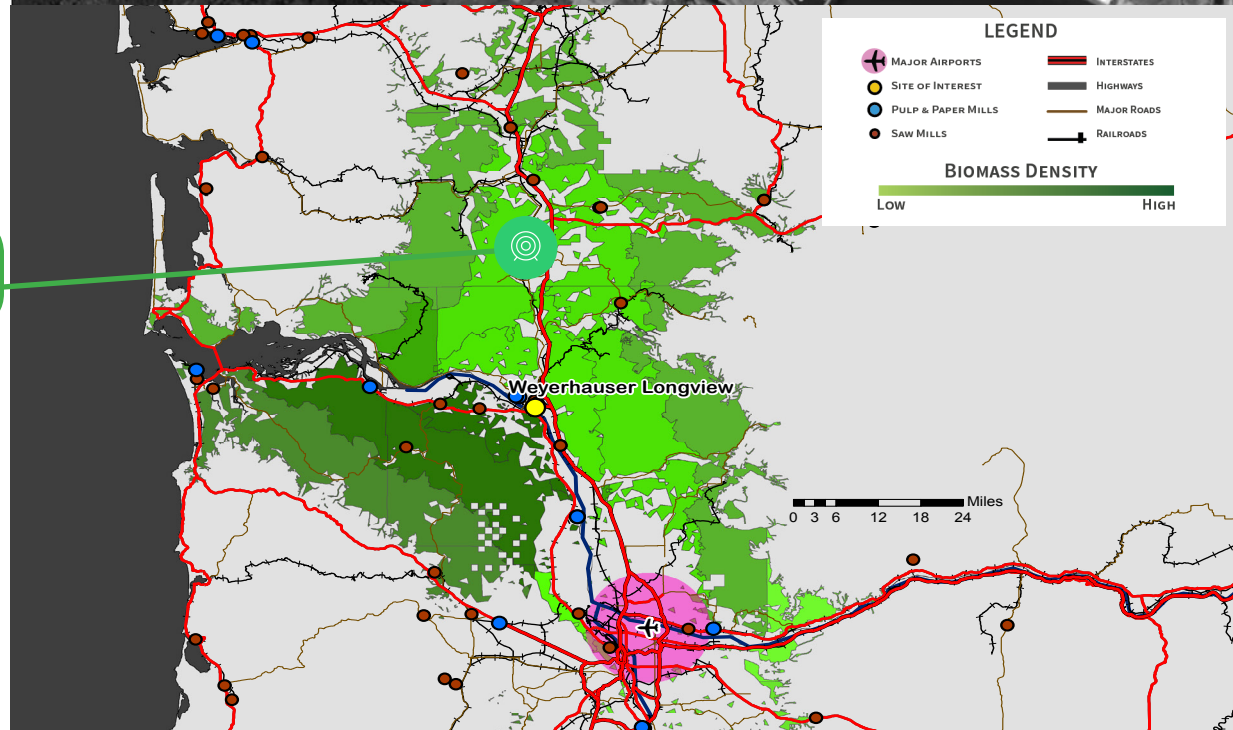 LEGEND
Major Airports
Interstates
Site of Interest
Highways
Pulp & Paper Mills
Major Roads
Saw Mills
Railroads
Biomass Density
Low
High
Weyerhauser Longview
Miles
0 3 6 12 18 24